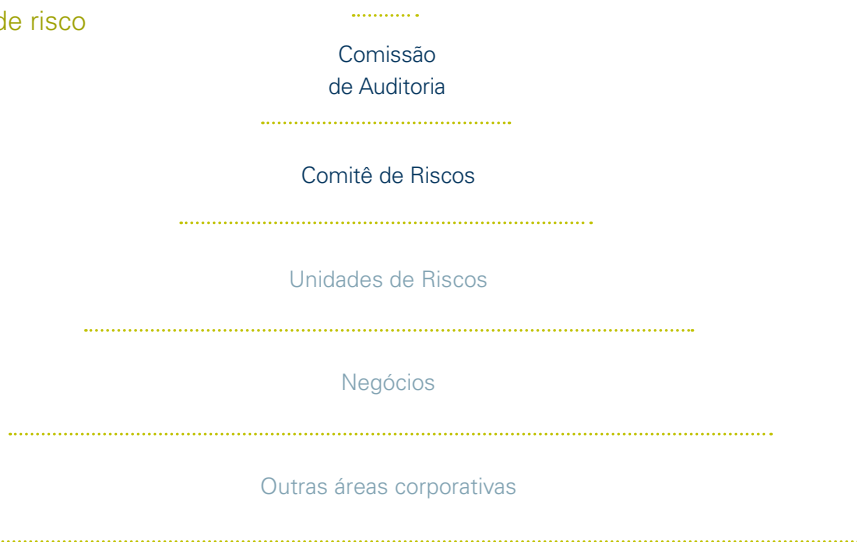 de risco
Comissão
de Auditoria
Comitê de Riscos
Unidades de Riscos
Negócios
Outras áreas corporativas